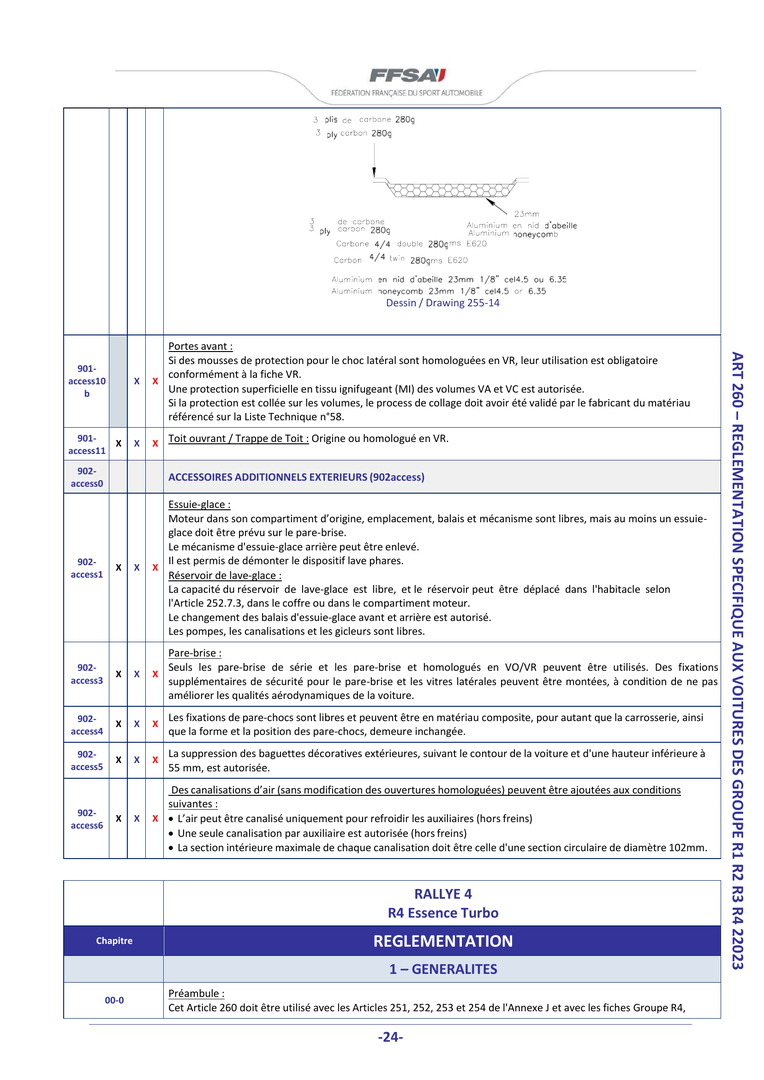 FFSA
FÉDÉRATION FRANÇAISE DU SPORT AUTOMOBILE
3 plis de carbone 280g
3 ply carbon 280g
23mm
3 de carbone
3 ply carbon 280g
Aluminium en nid d'abeille
Aluminium honeycomb
Carbone 4/4 double 280gms E620
Carbon 4/4 twin 280gms E620
Aluminium en nid d'abeille 23mm 1/8" cel4.5 ou 6.35
Aluminium honeycomb 23mm 1/8" cel4.5 or 6.35
Dessin / Drawing 255-14
901-
access10
b
X X
Portes avant :
Si des mousses de protection pour le choc latéral sont homologuées en VR, leur utilisation est obligatoire
conformément à la fiche VR.
Une protection superficielle en tissu ignifugeant (MI) des volumes VA et VC est autorisée.
Si la protection est collée sur les volumes, le process de collage doit avoir été validé par le fabricant du matériau
référencé sur la Liste Technique n°58.
901-
access11
X X X
Toit ouvrant / Trappe de Toit : Origine ou homologué en VR.
902-
access0
ACCESSOIRES ADDITIONNELS EXTERIEURS (902access)
902-
access1
X X X
Essuie-glace :
Moteur dans son compartiment d'origine, emplacement, balais et mécanisme sont libres, mais au moins un essuie-
glace doit être prévu sur le pare-brise.
Le mécanisme d'essuie-glace arrière peut être enlevé.
Il est permis de démonter le dispositif lave phares.
Réservoir de lave-glace :
La capacité du réservoir de lave-glace est libre, et le réservoir peut être déplacé dans l'habitacle selon
l'Article 252.7.3, dans le coffre ou dans le compartiment moteur.
Le changement des balais d'essuie-glace avant et arrière est autorisé.
Les pompes, les canalisations et les gicleurs sont libres.
902-
access3
X X X
Pare-brise :
Seuls les pare-brise de série et les pare-brise et homologués en VO/VR peuvent être utilisés. Des fixations
supplémentaires de sécurité pour le pare-brise et les vitres latérales peuvent être montées, à condition de ne pas
améliorer les qualités aérodynamiques de la voiture.
902-
access4
X X X
Les fixations de pare-chocs sont libres et peuvent être en matériau composite, pour autant que la carrosserie, ainsi
que la forme et la position des pare-chocs, demeure inchangée.
902-
access5
X X X
La suppression des baguettes décoratives extérieures, suivant le contour de la voiture et d'une hauteur inférieure à
55 mm, est autorisée.
902-
access6
X X X
Des canalisations d'air (sans modification des ouvertures homologuées) peuvent être ajoutées aux conditions
suivantes :
• L'air peut être canalisé uniquement pour refroidir les auxiliaires (hors freins)
• Une seule canalisation par auxiliaire est autorisée (hors freins)
• La section intérieure maximale de chaque canalisation doit être celle d'une section circulaire de diamètre 102mm.
RALLYE 4
R4 Essence Turbo
Chapitre
REGLEMENTATION
1 – GENERALITES
00-0
Préambule :
Cet Article 260 doit être utilisé avec les Articles 251, 252, 253 et 254 de l'Annexe J et avec les fiches Groupe R4,
-24-
ART 260 – REGLEMENTATION SPECIFIQUE AUX VOITURES DES GROUPE R1 R2 R3 R4 22023